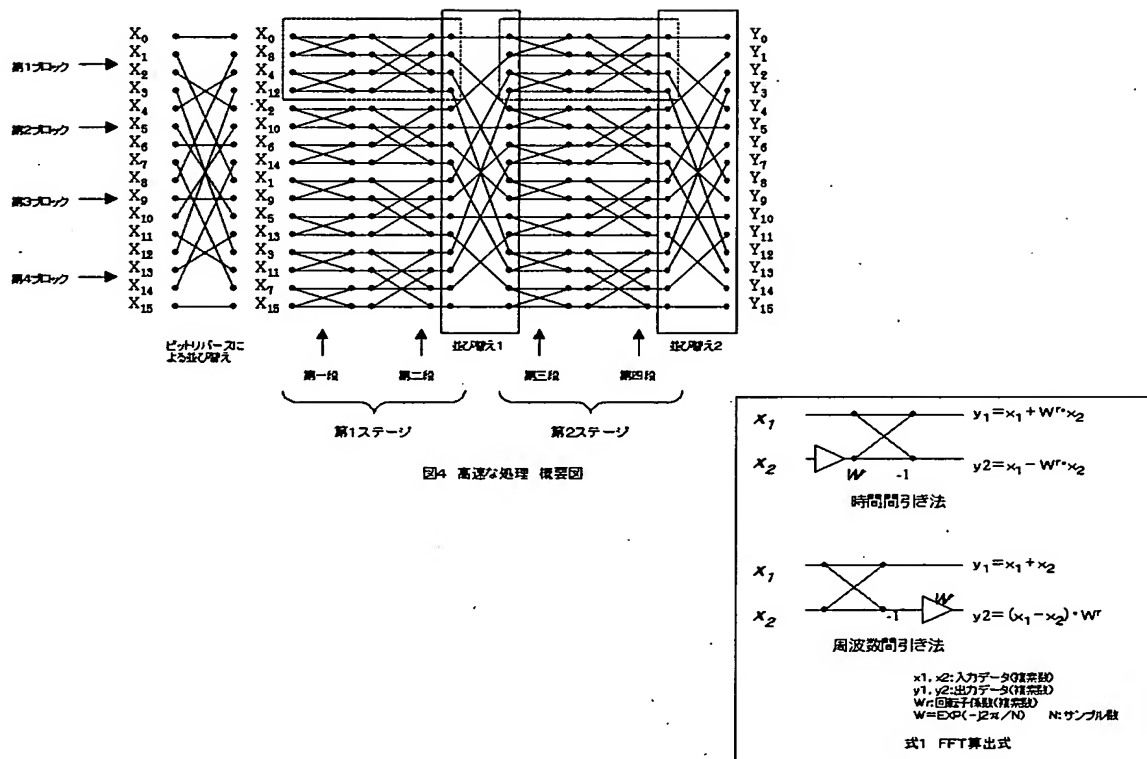 第1ブロック
第2ブロック
第3ブロック
第4ブロック
X0
X1
X2
X3
X4
X5
X6
X7
X8
X9
X10
X11
X12
X13
X14
X15
X0
X8
X4
X12
X2
X10
X6
X14
X1
X9
X5
X13
X3
X11
X7
X15
Y0
Y1
Y2
Y3
Y4
Y5
Y6
Y7
Y8
Y9
Y10
Y11
Y12
Y13
Y14
Y15
ビットリバースに
よる並び替え
第一段
第二段
並び替え1
第三段
第四段
並び替え2
第1ステージ
第2ステージ
図4 高速な処理 概要図
x1
y1=x1+Wr・x2
x2
W
-1
y2=x1-Wr・x2
時間間引き法
x1
y1=x1+x2
x2
-1
W
y2=(x1-x2)・Wr
周波数間引き法
x1, x2:入力データ(複素数)
y1, y2:出力データ(複素数)
Wr:回転子係数(複素数)
W=EXP(-j2π/N) N:サンプル数
式1 FFT算出式